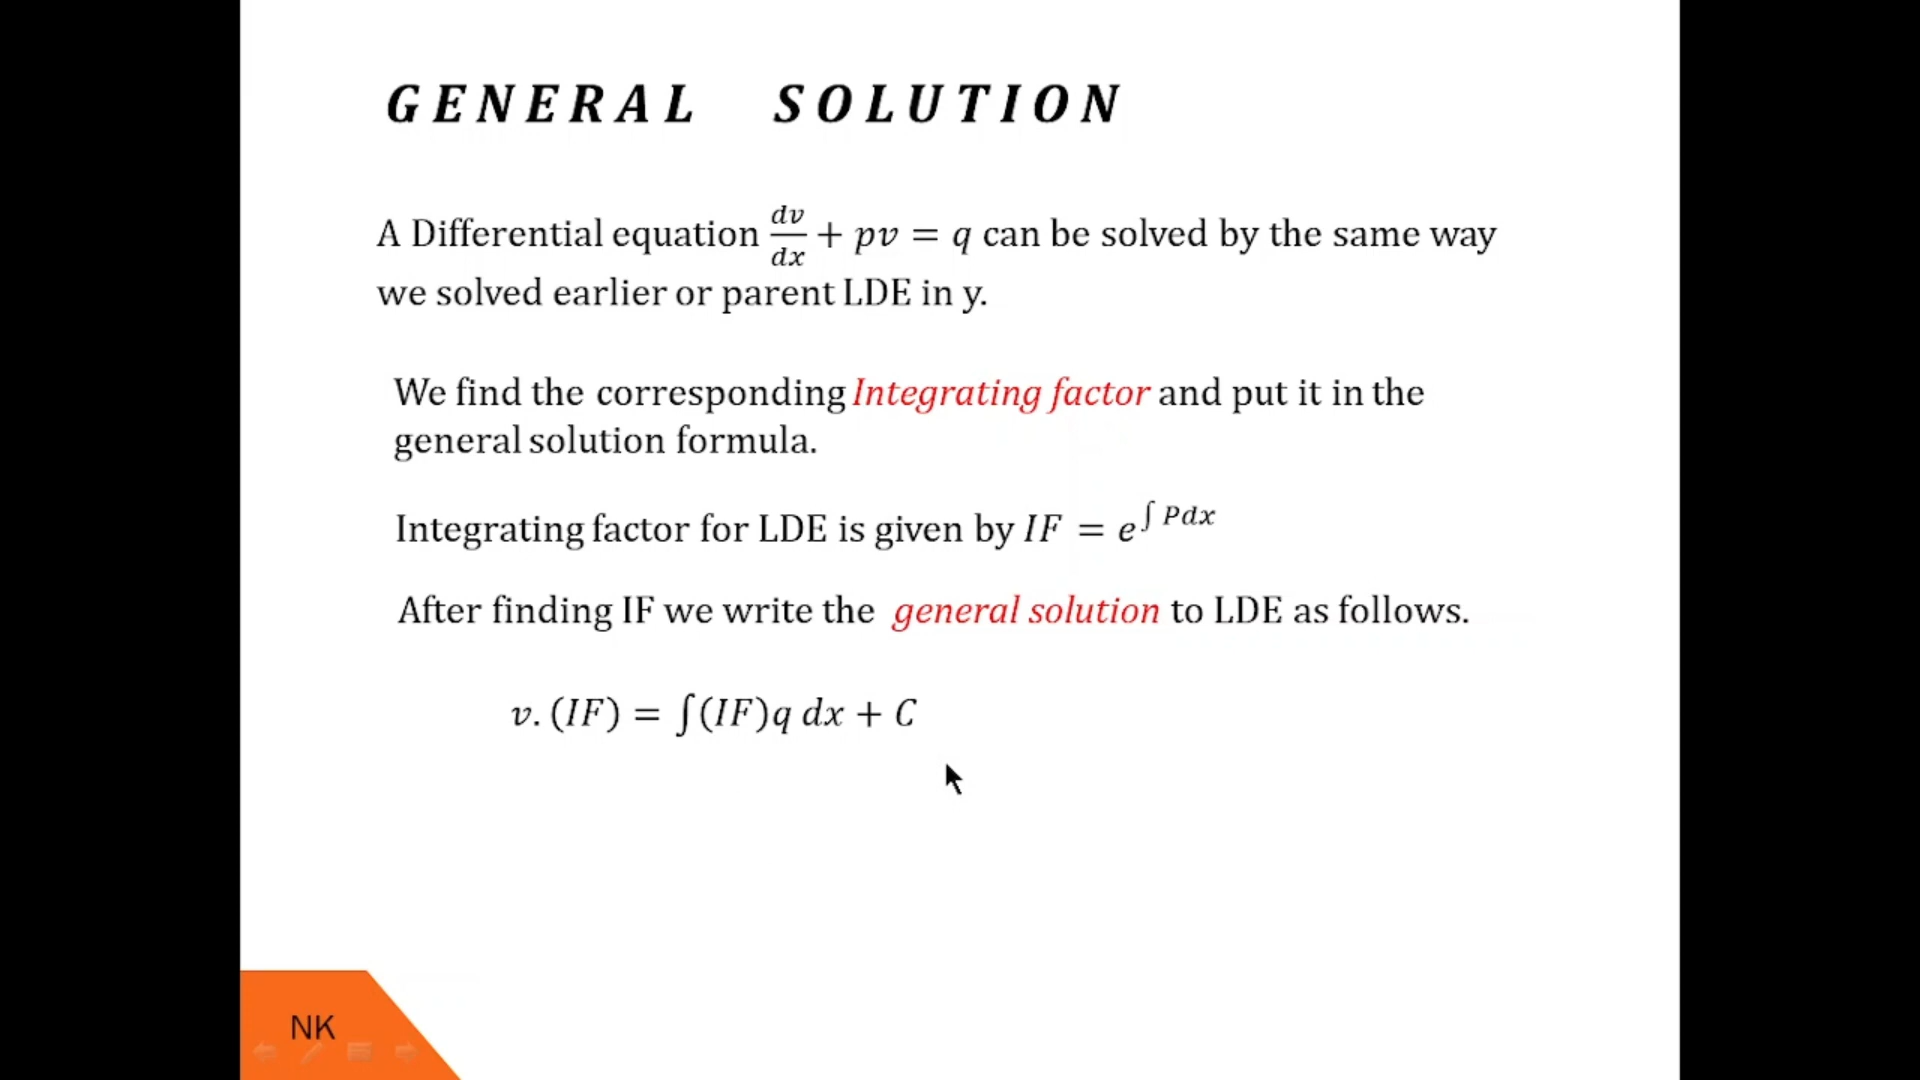 GENERAL SOLUTION
A Differential equation $\frac{dv}{dx} + pv = q$ can be solved by the same way
we solved earlier or parent LDE in y.
We find the corresponding Integrating factor and put it in the
general solution formula.
Integrating factor for LDE is given by $IF = e^{\int Pdx}$
After finding IF we write the general solution to LDE as follows.
$v.(IF) = \int (IF)q \, dx + C$
NK